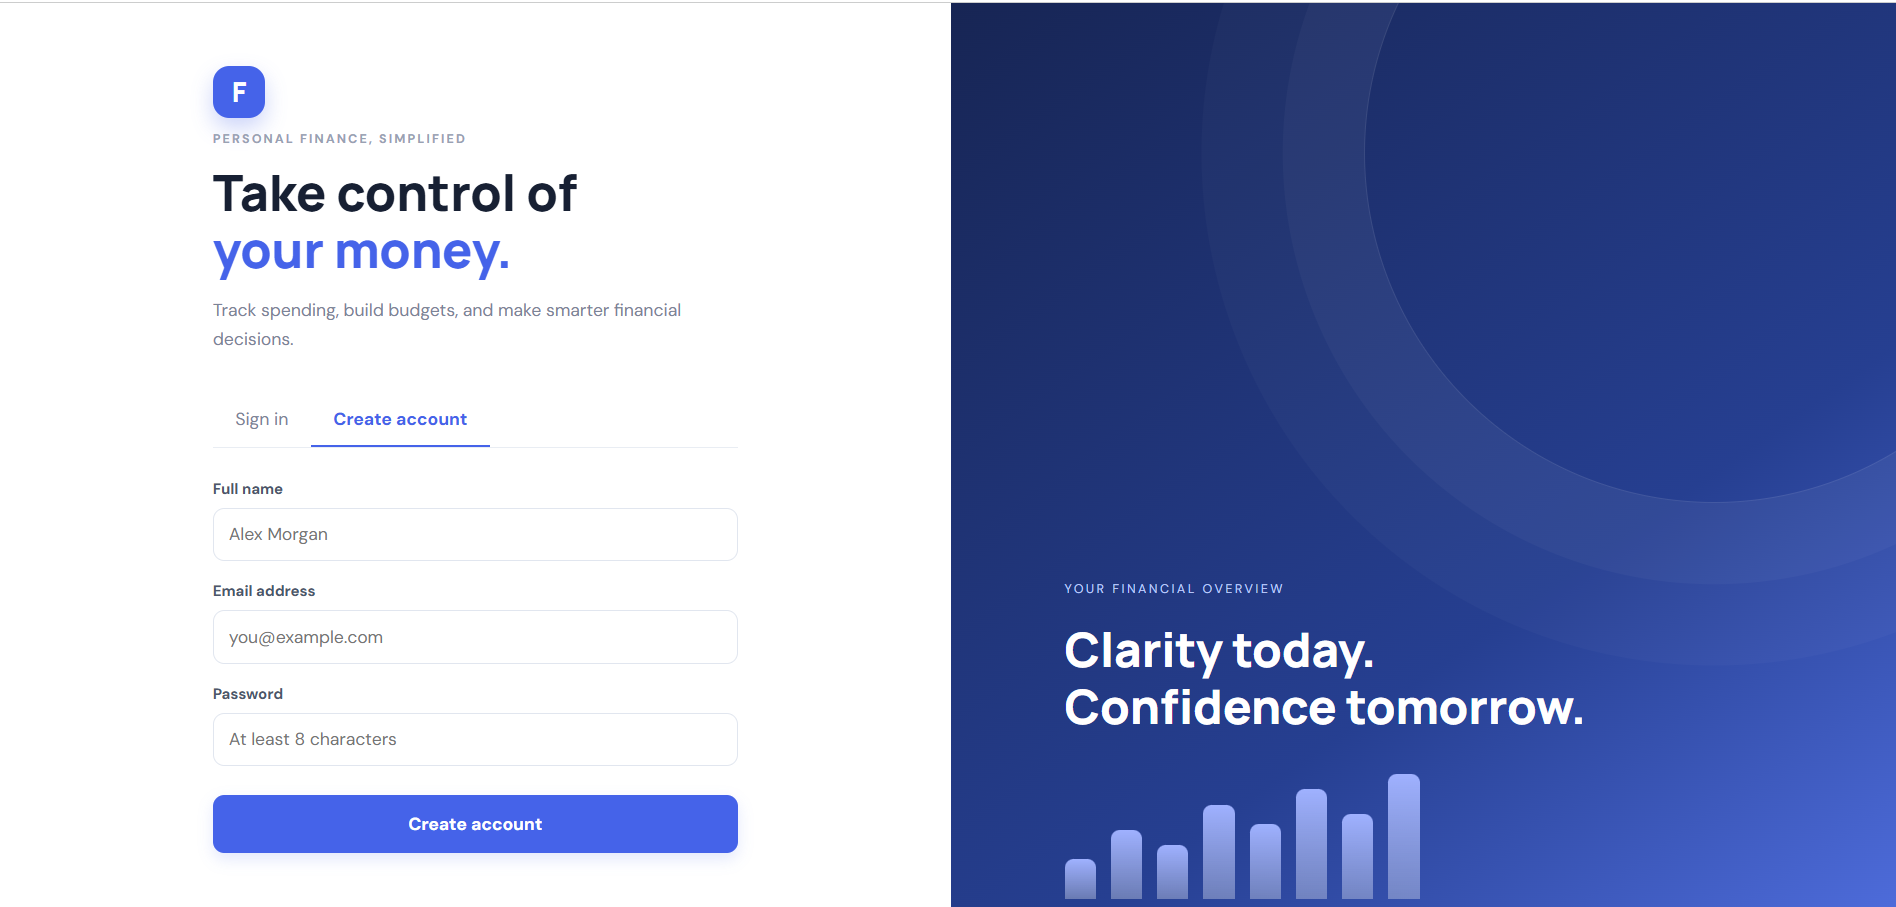 F
PERSONAL FINANCE, SIMPLIFIED
Take control of
your money.
Track spending, build budgets, and make smarter financial
decisions.
Sign in
Create account
Full name
Alex Morgan
Email address
you@example.com
Password
At least 8 characters
Create account
YOUR FINANCIAL OVERVIEW
Clarity today.
Confidence tomorrow.